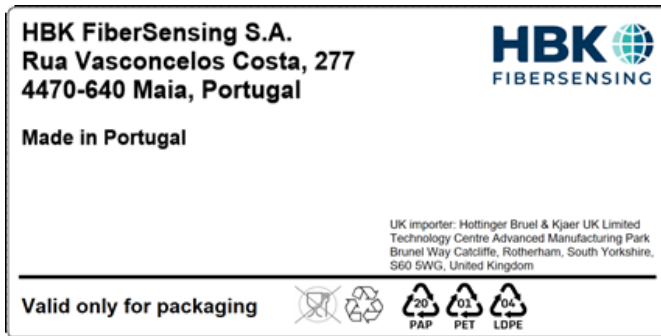 HBK FiberSensing S.A.
Rua Vasconcelos Costa, 277
4470-640 Maia, Portugal
HBK
FIBERSENSING
Made in Portugal
UK importer: Hottinger Bruel & Kjaer UK Limited
Technology Centre Advanced Manufacturing Park
Brunel Way Catcliffe, Rotherham, South Yorkshire,
S60 5WG, United Kingdom
Valid only for packaging
20 01 04
PAP PET LDPE